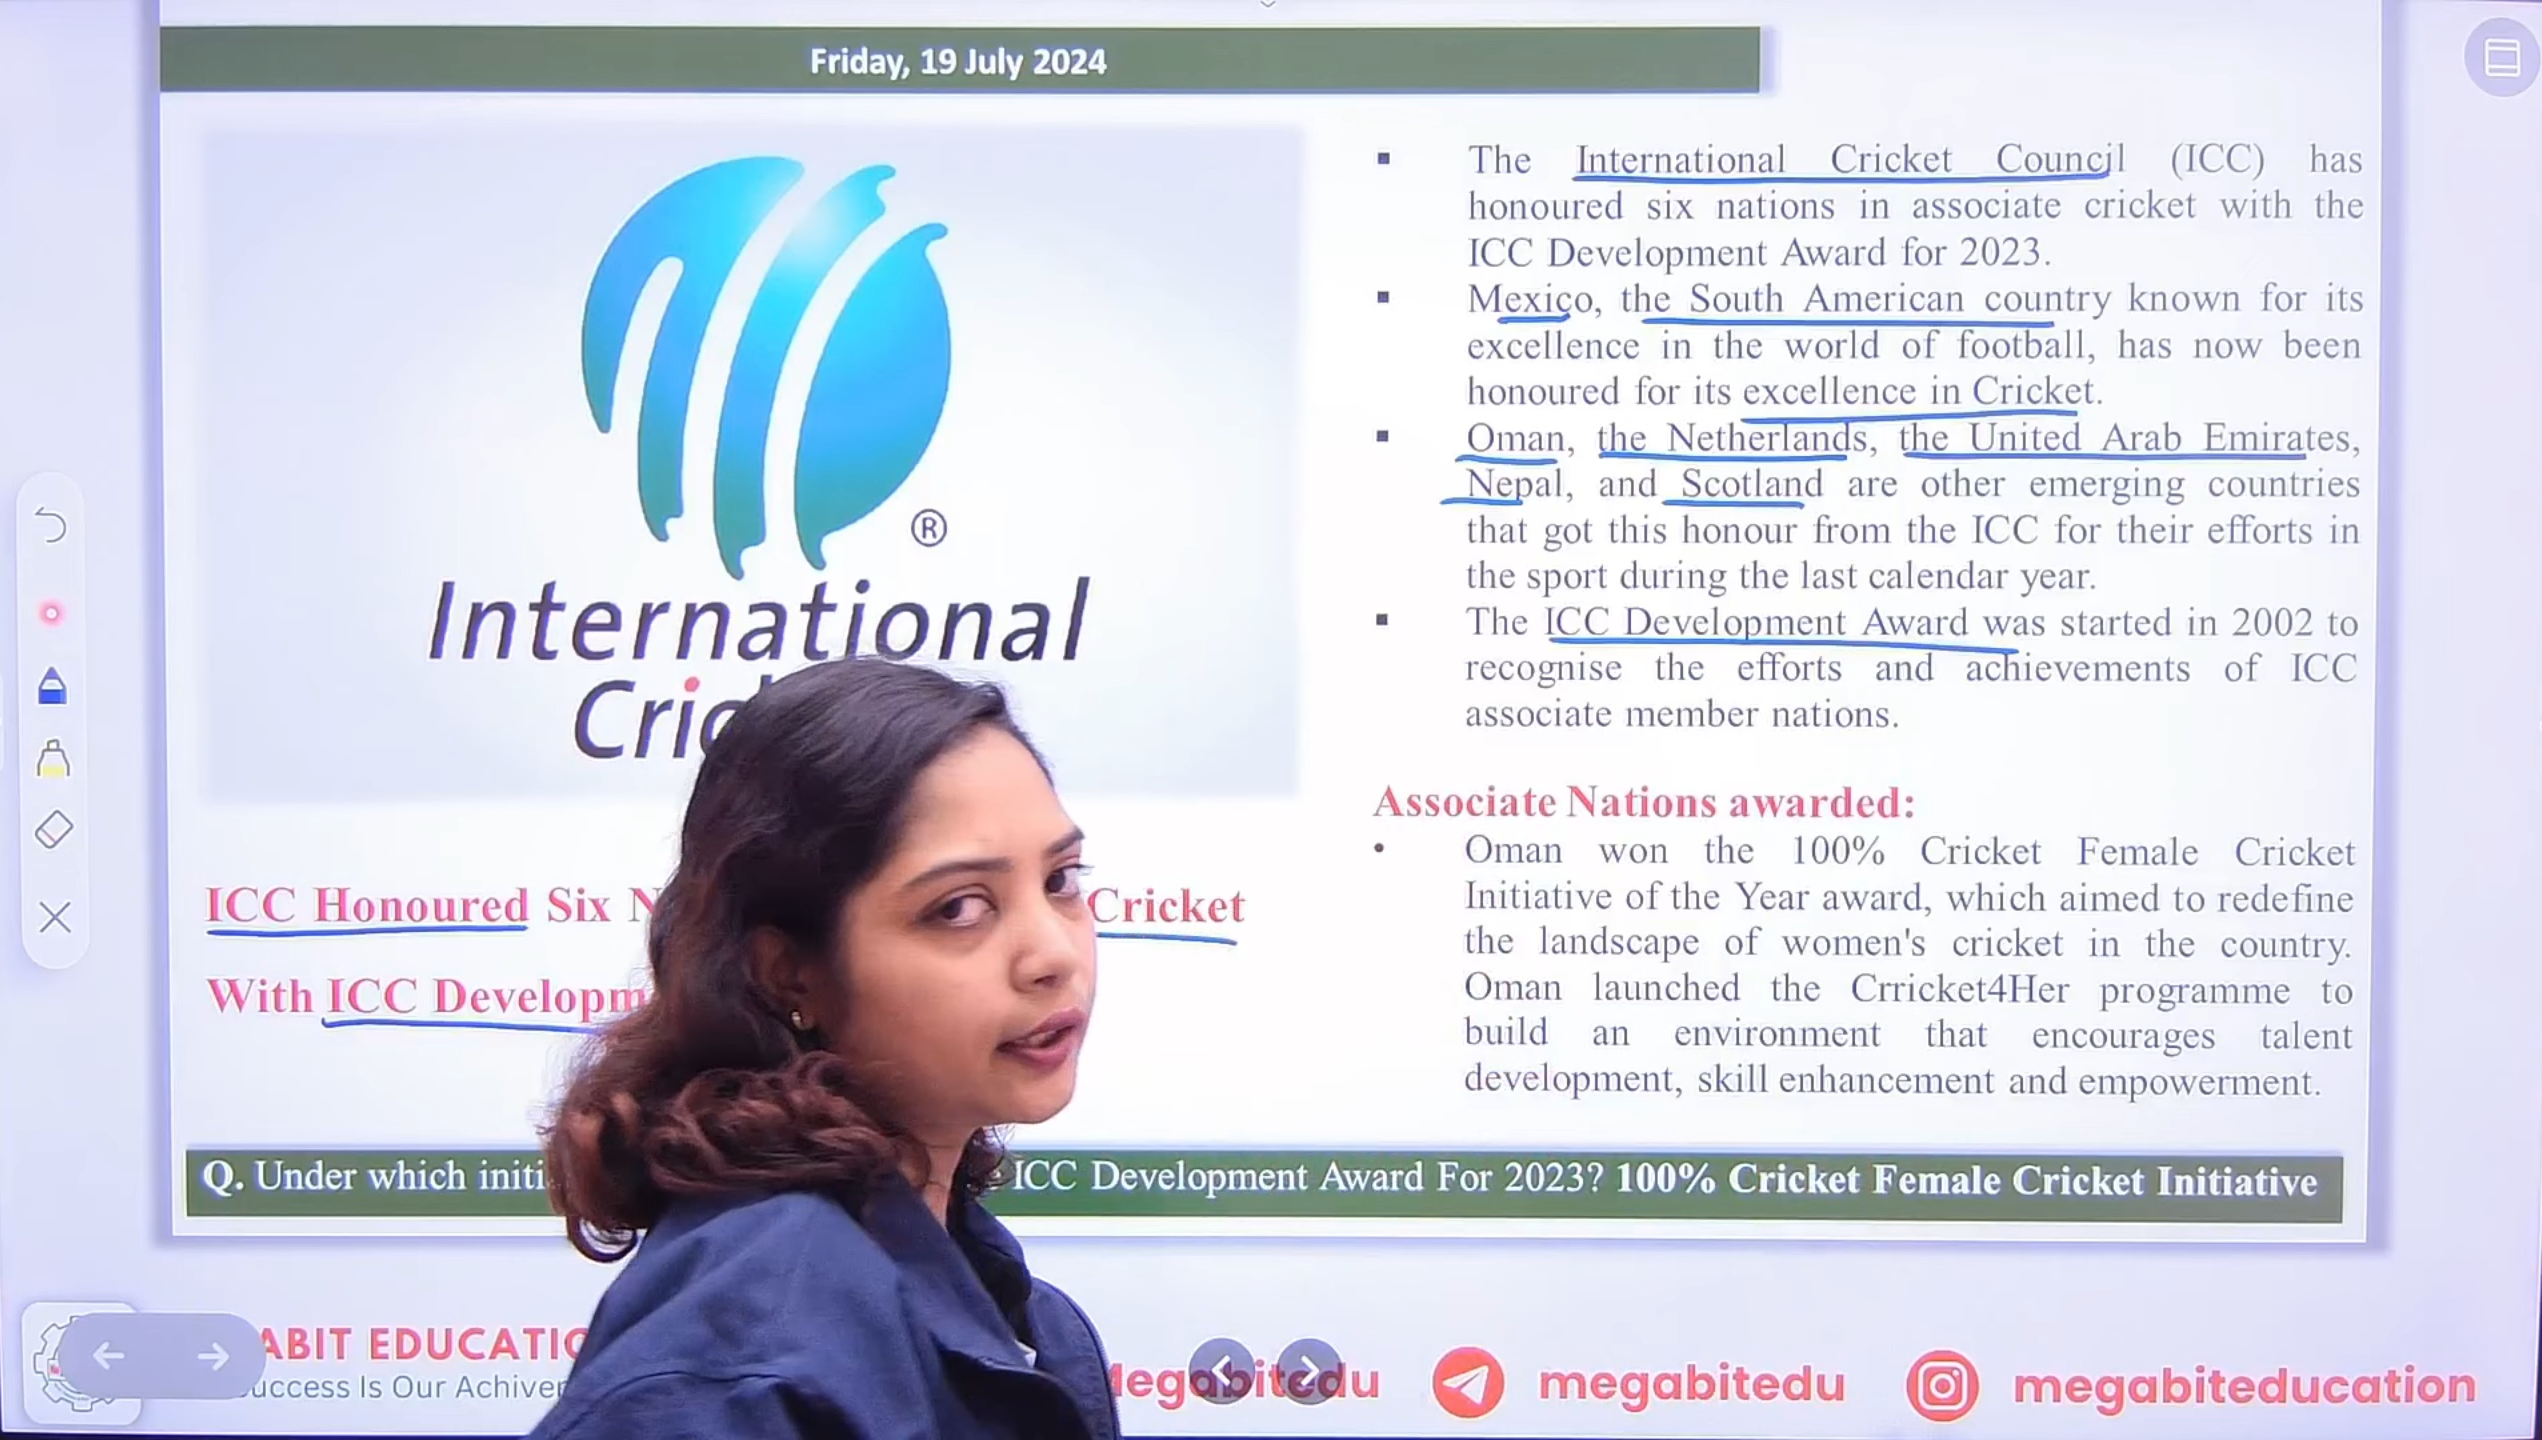 Friday, 19 July 2024
®
International
Cric
ICC Honoured Six N
Cricket
With ICC Developm
The International Cricket Council (ICC) has
honoured six nations in associate cricket with the
ICC Development Award for 2023.
Mexico, the South American country known for its
excellence in the world of football, has now been
honoured for its excellence in Cricket.
Oman, the Netherlands, the United Arab Emirates,
Nepal, and Scotland are other emerging countries
that got this honour from the ICC for their efforts in
the sport during the last calendar year.
The ICC Development Award was started in 2002 to
recognise the efforts and achievements of ICC
associate member nations.
Associate Nations awarded:
Oman won the 100% Cricket Female Cricket
Initiative of the Year award, which aimed to redefine
the landscape of women's cricket in the country.
Oman launched the Crricket4Her programme to
build an environment that encourages talent
development, skill enhancement and empowerment.
Q. Under which initi
ICC Development Award For 2023? 100% Cricket Female Cricket Initiative
ABIT EDUCATIO
uccess Is Our Achiver
egabitedu
megabitedu
megabiteducation